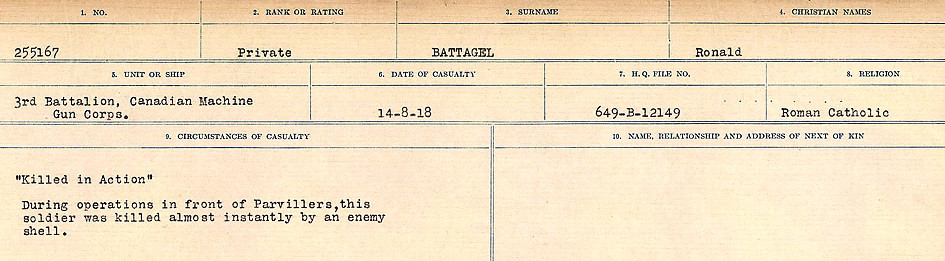 1. NO. 2. RANK OR RATING 3. SURNAME 4. CHRISTIAN NAMES
255167 Private BATTAGEL Ronald
5. UNIT OR SHIP 6. DATE OF CASUALTY 7. H.Q. FILE NO. 8. RELIGION
3rd Battalion, Canadian Machine
Gun Corps. 14-8-18 649-B-12149 Roman Catholic
9. CIRCUMSTANCES OF CASUALTY 10. NAME, RELATIONSHIP AND ADDRESS OF NEXT OF KIN
"Killed in Action"
During operations in front of Parvillers,this
soldier was killed almost instantly by an enemy
shell.